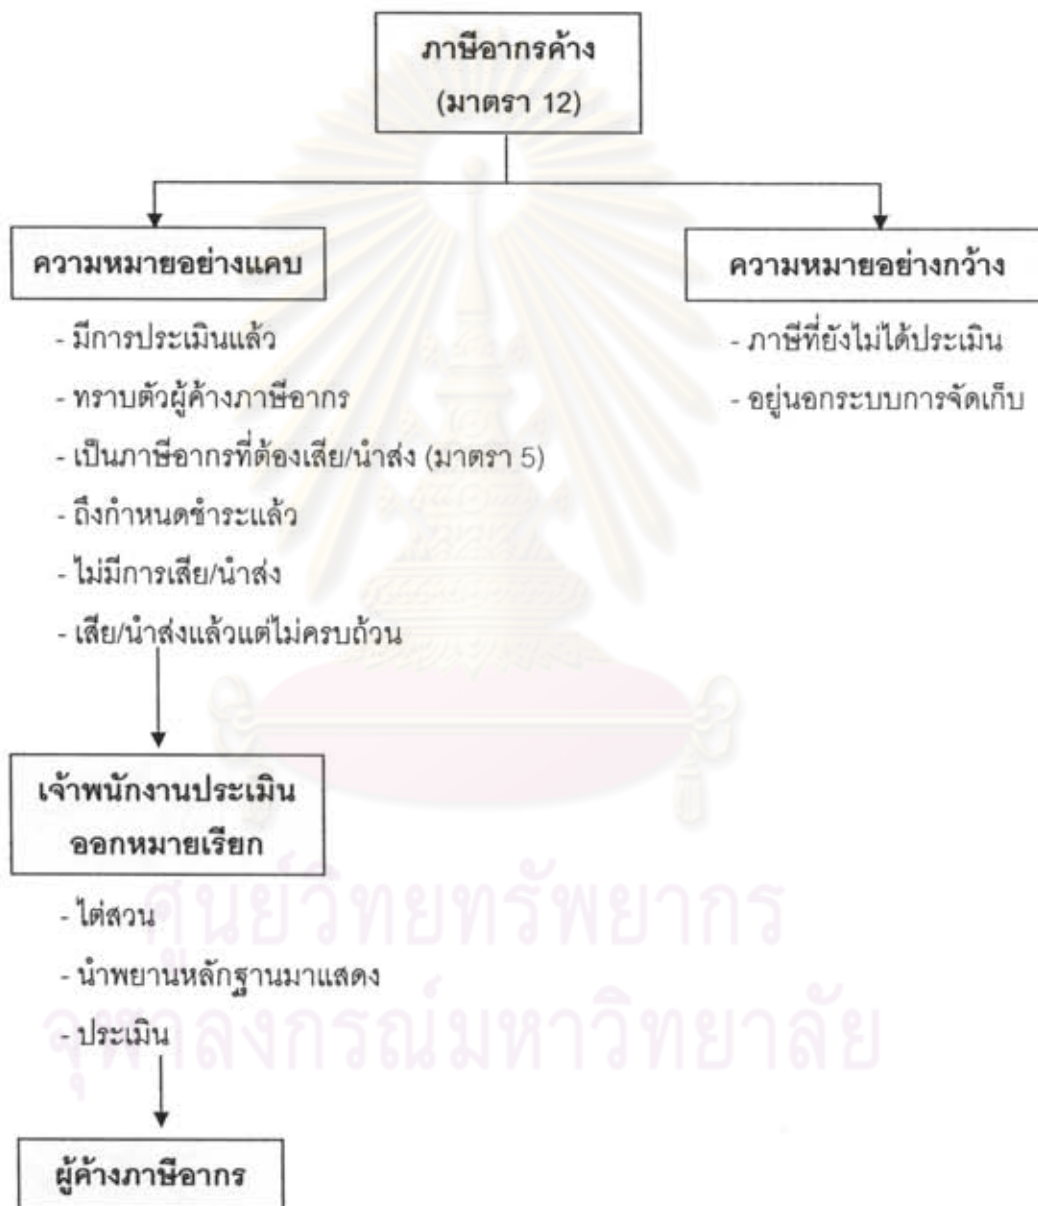 ภาษีอากรค้าง
(มาตรา 12)
ความหมายอย่างแคบ
- มีการประเมินแล้ว
- ทราบตัวผู้ค้างภาษีอากร
- เป็นภาษีอากรที่ต้องเสีย/นำส่ง (มาตรา 5)
- ถึงกำหนดชำระแล้ว
- ไม่มีการเสีย/นำส่ง
- เสีย/นำส่งแล้วแต่ไม่ครบถ้วน
ความหมายอย่างกว้าง
- ภาษีที่ยังไม่ได้ประเมิน
- อยู่นอกระบบการจัดเก็บ
เจ้าพนักงานประเมิน
ออกหมายเรียก
- ไต่สวน
- นำพยานหลักฐานมาแสดง
- ประเมิน
ผู้ค้างภาษีอากร
ศูนย์วิทยทรัพยากร
จุฬาลงกรณ์มหาวิทยาลัย